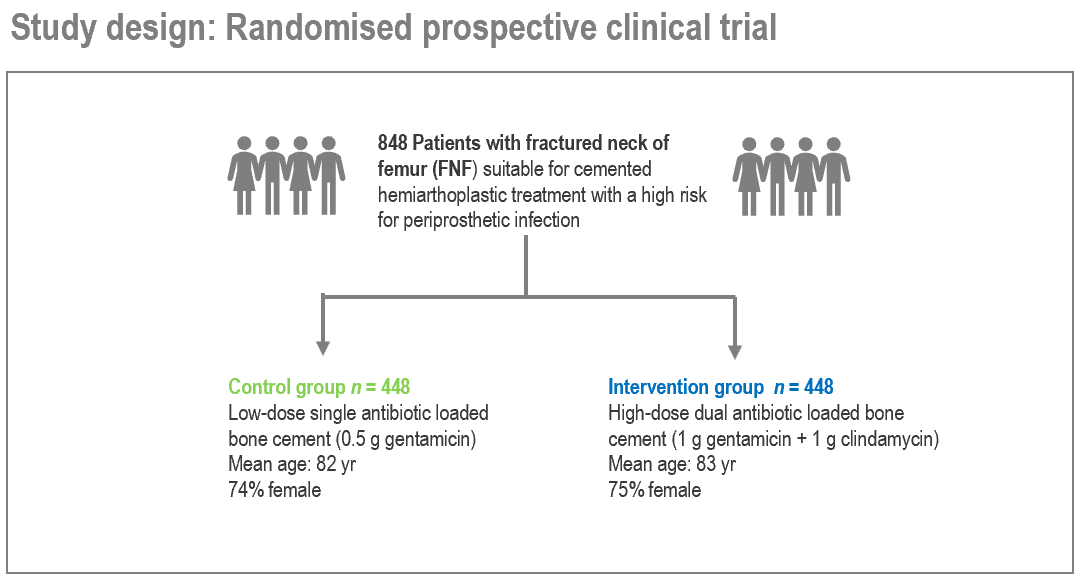 Study design: Randomised prospective clinical trial
848 Patients with fractured neck of
femur (FNF) suitable for cemented
hemiarthoplastic treatment with a high risk
for periprosthetic infection
Control group n = 448
Low-dose single antibiotic loaded
bone cement (0.5 g gentamicin)
Mean age: 82 yr
74% female
Intervention group n = 448
High-dose dual antibiotic loaded bone
cement (1 g gentamicin + 1 g clindamycin)
Mean age: 83 yr
75% female